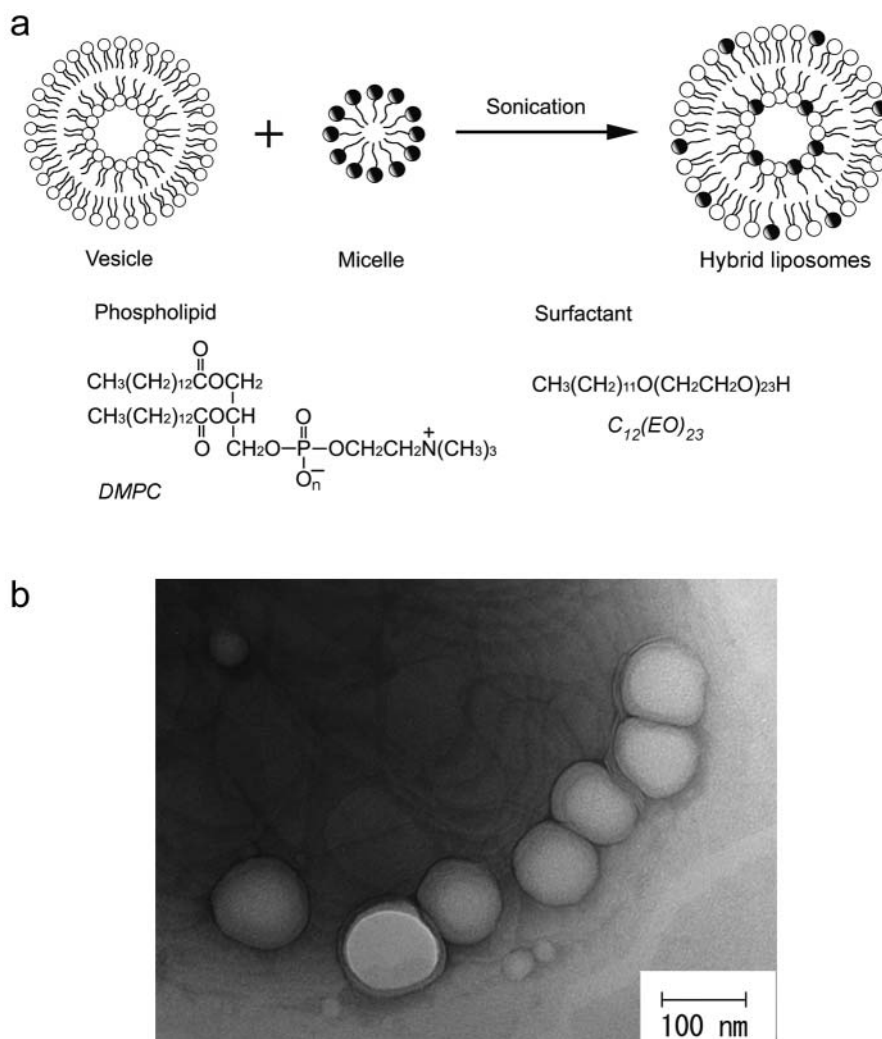 a
Sonication
+
Vesicle
Micelle
Hybrid liposomes
Phospholipid
Surfactant
O
CH₃(CH₂)₁₂COCH₂
CH₃(CH₂)₁₂COCH
O
O
CH₂O–P–OCH₂CH₂N(CH₃)₃
+
Oₙ
–
DMPC
CH₃(CH₂)₁₁O(CH₂CH₂O)₂₃H
C₁₂(EO)₂₃
b
100 nm